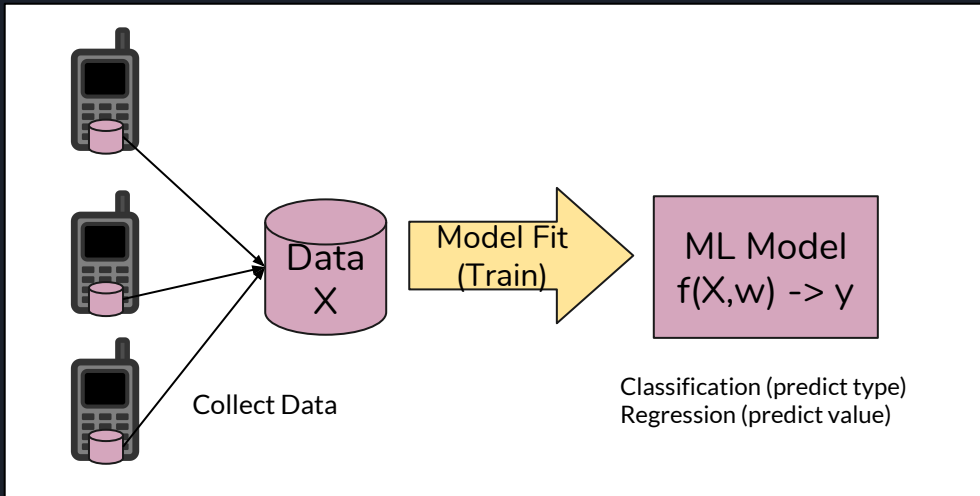 Data
X
Collect Data
Model Fit
(Train)
ML Model
f(X,w) -> y
Classification (predict type)
Regression (predict value)